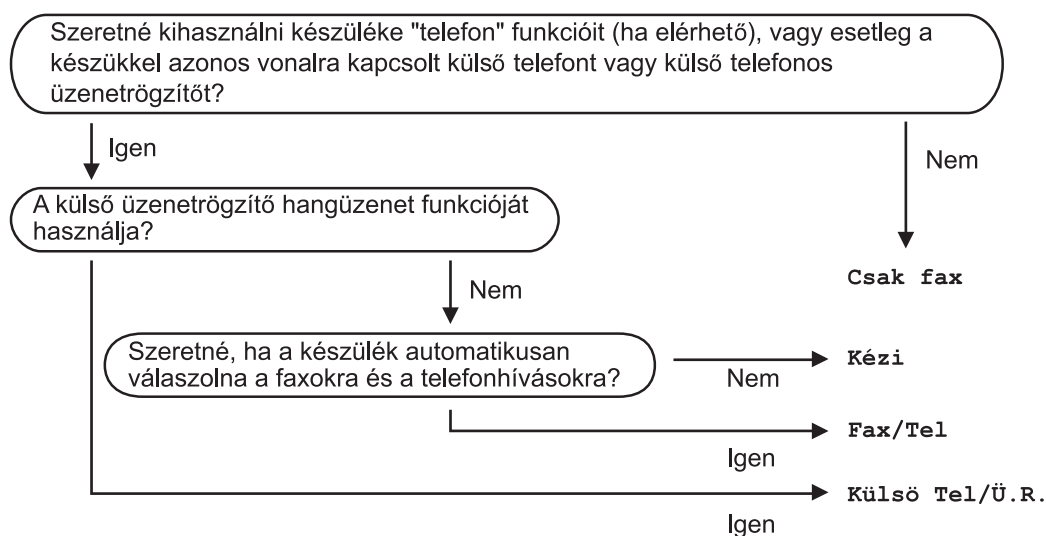 Szeretné kihasználni készüléke "telefon" funkcióit (ha elérhető), vagy esetleg a
készükkel azonos vonalra kapcsolt külső telefont vagy külső telefonos
üzenetrögzítőt?
Igen
Nem
A külső üzenetrögzítő hangüzenet funkcióját
használja?
Csak fax
Nem
Szeretné, ha a készülék automatikusan
válaszolna a faxokra és a telefonhívásokra?
Nem
Kézi
Fax/Tel
Igen
Külsö Tel/Ü.R.
Igen